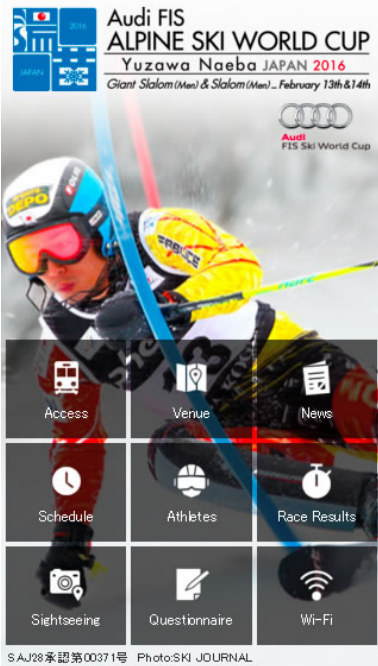 2016
JAPAN
Audi FIS
ALPINE SKI WORLD CUP
Yuzawa Naeba JAPAN 2016
Giant Slalom (Men) & Slalom (Men)_ February 13th&14th
Audi
FIS Ski World Cup
DEPO
Access
Venue
News
Schedule
Athletes
Race Results
Sightseeing
Questionnaire
Wi-Fi
SAJ28承認第00371号 Photo:SKI JOURNAL